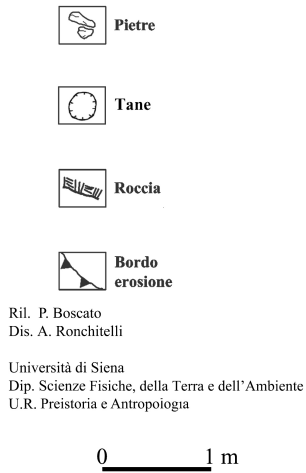 Pietre
Tane
Roccia
Bordo
erosione
Ril. P. Boscato
Dis. A. Ronchitelli
Università di Siena
Dip. Scienze Fisiche, della Terra e dell'Ambiente
U.R. Preistoria e Antropoiogıa
0 1 m